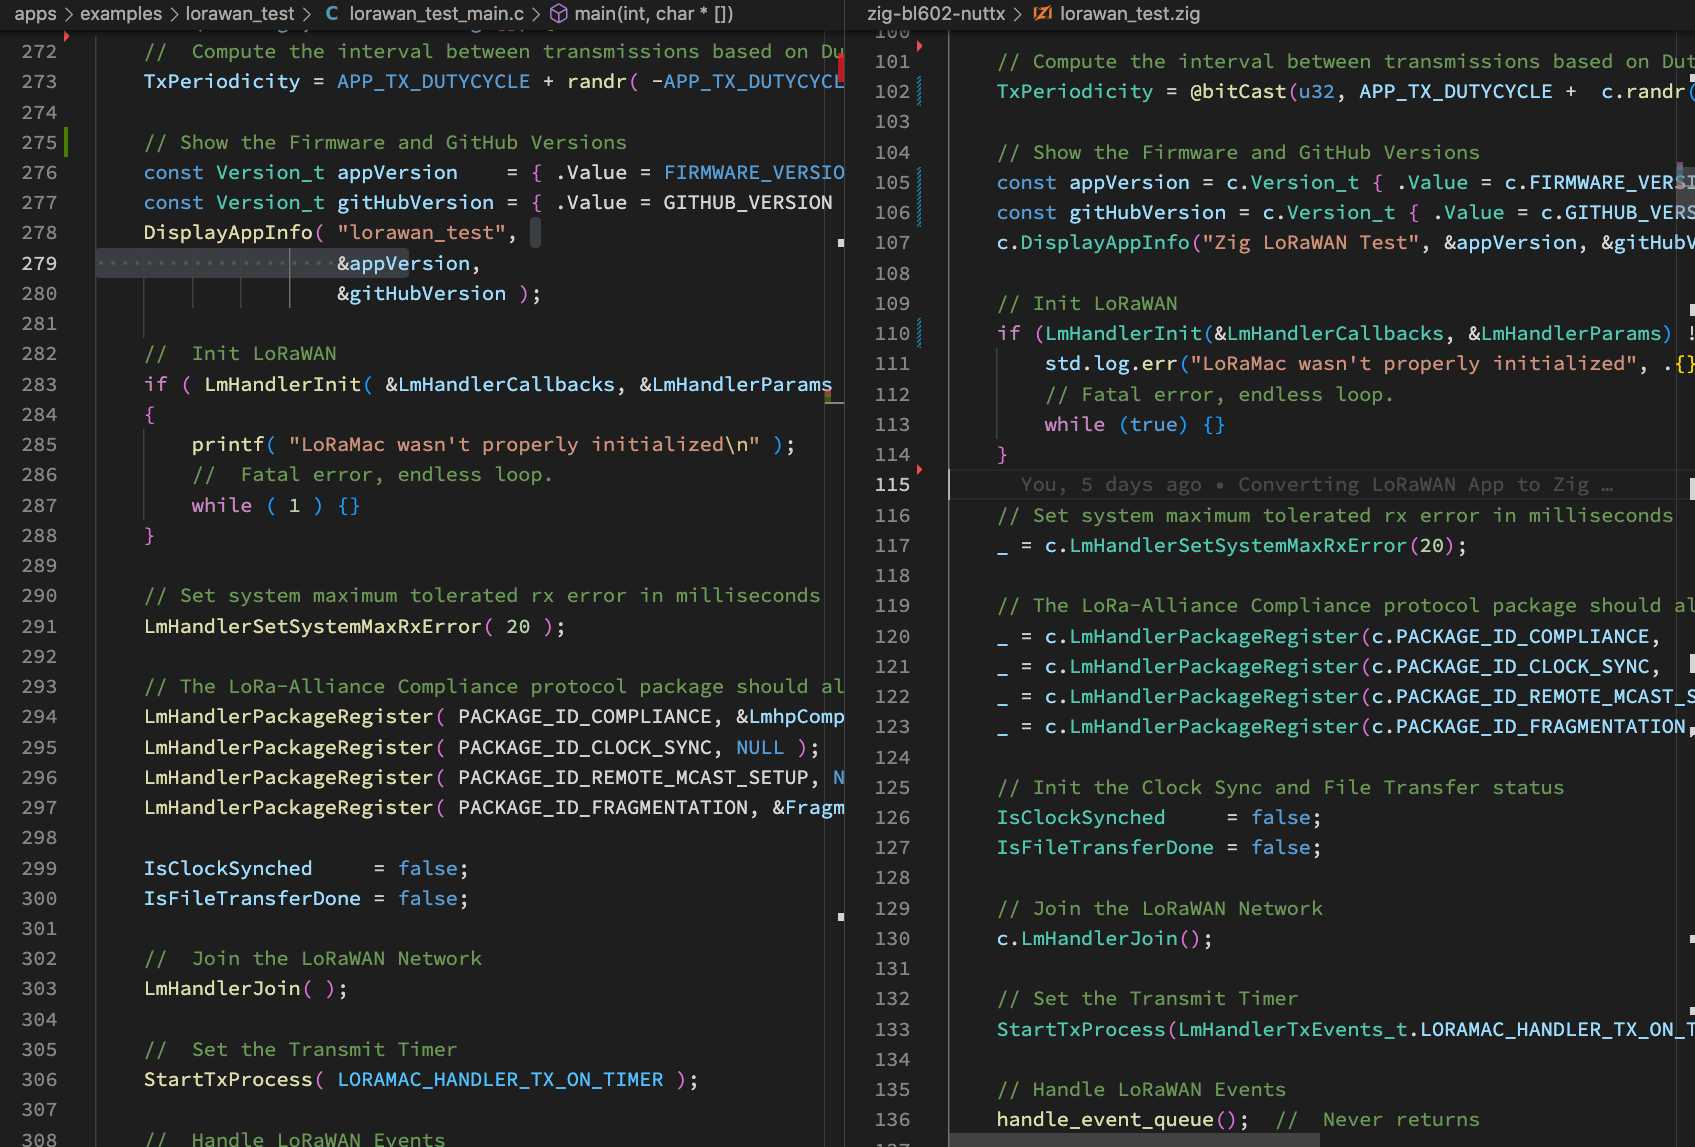 apps > examples > lorawan_test > C lorawan_test_main.c > main(int, char * [])
272 //  Compute the interval between transmissions based on Du
273 TxPeriodicity = APP_TX_DUTYCYCLE + randr( -APP_TX_DUTYCYCL
274
275 // Show the Firmware and GitHub Versions
276 const Version_t appVersion    = { .Value = FIRMWARE_VERSIO
277 const Version_t gitHubVersion = { .Value = GITHUB_VERSION
278 DisplayAppInfo( "lorawan_test",
279                 &appVersion,
280                 &gitHubVersion );
281
282 //  Init LoRaWAN
283 if ( LmHandlerInit( &LmHandlerCallbacks, &LmHandlerParams
284 {
285     printf( "LoRaMac wasn't properly initialized\n" );
286     //  Fatal error, endless loop.
287     while ( 1 ) {}
288 }
289
290 // Set system maximum tolerated rx error in milliseconds
291 LmHandlerSetSystemMaxRxError( 20 );
292
293 // The LoRa-Alliance Compliance protocol package should al
294 LmHandlerPackageRegister( PACKAGE_ID_COMPLIANCE, &LmhpComp
295 LmHandlerPackageRegister( PACKAGE_ID_CLOCK_SYNC, NULL );
296 LmHandlerPackageRegister( PACKAGE_ID_REMOTE_MCAST_SETUP, N
297 LmHandlerPackageRegister( PACKAGE_ID_FRAGMENTATION, &Fragm
298
299 IsClockSynched     = false;
300 IsFileTransferDone = false;
301
302 //  Join the LoRaWAN Network
303 LmHandlerJoin( );
304
305 //  Set the Transmit Timer
306 StartTxProcess( LORAMAC_HANDLER_TX_ON_TIMER );
307
308 //  Handle LoRaWAN Events
zig-bl602-nuttx > lorawan_test.zig
100
101 // Compute the interval between transmissions based on Dut
102 TxPeriodicity = @bitCast(u32, APP_TX_DUTYCYCLE +  c.randr(
103
104 // Show the Firmware and GitHub Versions
105 const appVersion = c.Version_t { .Value = c.FIRMWARE_VERSI
106 const gitHubVersion = c.Version_t { .Value = c.GITHUB_VERS
107 c.DisplayAppInfo("Zig LoRaWAN Test", &appVersion, &gitHubV
108
109 // Init LoRaWAN
110 if (LmHandlerInit(&LmHandlerCallbacks, &LmHandlerParams) !
111     std.log.err("LoRaMac wasn't properly initialized", .{}
112     // Fatal error, endless loop.
113     while (true) {}
114 }
115   You, 5 days ago • Converting LoRaWAN App to Zig …
116 // Set system maximum tolerated rx error in milliseconds
117 _ = c.LmHandlerSetSystemMaxRxError(20);
118
119 // The LoRa-Alliance Compliance protocol package should al
120 _ = c.LmHandlerPackageRegister(c.PACKAGE_ID_COMPLIANCE,
121 _ = c.LmHandlerPackageRegister(c.PACKAGE_ID_CLOCK_SYNC,
122 _ = c.LmHandlerPackageRegister(c.PACKAGE_ID_REMOTE_MCAST_S
123 _ = c.LmHandlerPackageRegister(c.PACKAGE_ID_FRAGMENTATION,
124
125 // Init the Clock Sync and File Transfer status
126 IsClockSynched     = false;
127 IsFileTransferDone = false;
128
129 // Join the LoRaWAN Network
130 c.LmHandlerJoin();
131
132 // Set the Transmit Timer
133 StartTxProcess(LmHandlerTxEvents_t.LORAMAC_HANDLER_TX_ON_T
134
135 // Handle LoRaWAN Events
136 handle_event_queue();  //  Never returns